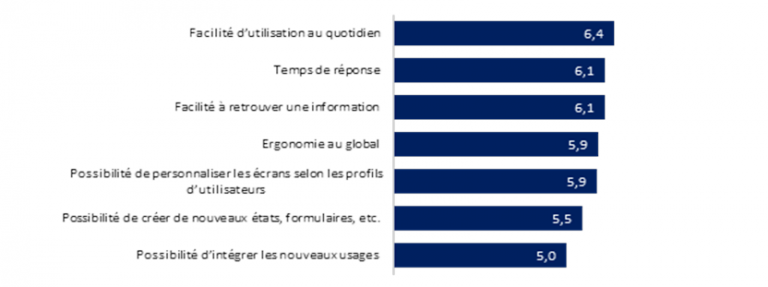 Facilité d'utilisation au quotidien 6,4
Temps de réponse 6,1
Facilité à retrouver une information 6,1
Ergonomie au global 5,9
Possibilité de personnaliser les écrans selon les profils
d'utilisateurs 5,9
Possibilité de créer de nouveaux états, formulaires, etc. 5,5
Possibilité d'intégrer les nouveaux usages 5,0